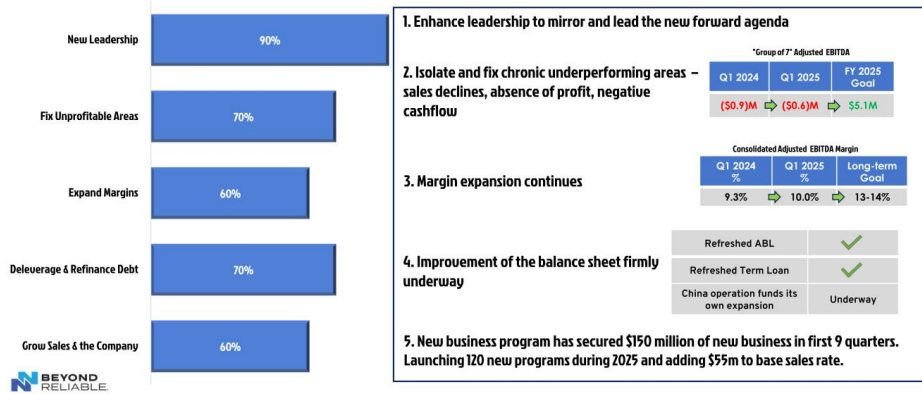 New Leadership
90%
Fix Unprofitable Areas
70%
Expand Margins
60%
Deleverage & Refinance Debt
70%
Grow Sales & the Company
60%
BEYOND
RELIABLE.
1. Enhance leadership to mirror and lead the new forward agenda
2. Isolate and fix chronic underperforming areas –
sales declines, absence of profit, negative
cashflow
"Group of 7" Adjusted EBITDA
Q1 2024
Q1 2025
FY 2025
Goal
($0.9)M
($0.6)M
$5.1M
3. Margin expansion continues
Consolidated Adjusted EBITDA Margin
Q1 2024
%
Q1 2025
%
Long-term
Goal
9.3%
10.0%
13-14%
4. Improvement of the balance sheet firmly
underway
Refreshed ABL
Refreshed Term Loan
China operation funds its
own expansion
Underway
5. New business program has secured $150 million of new business in first 9 quarters.
Launching 120 new programs during 2025 and adding $55m to base sales rate.